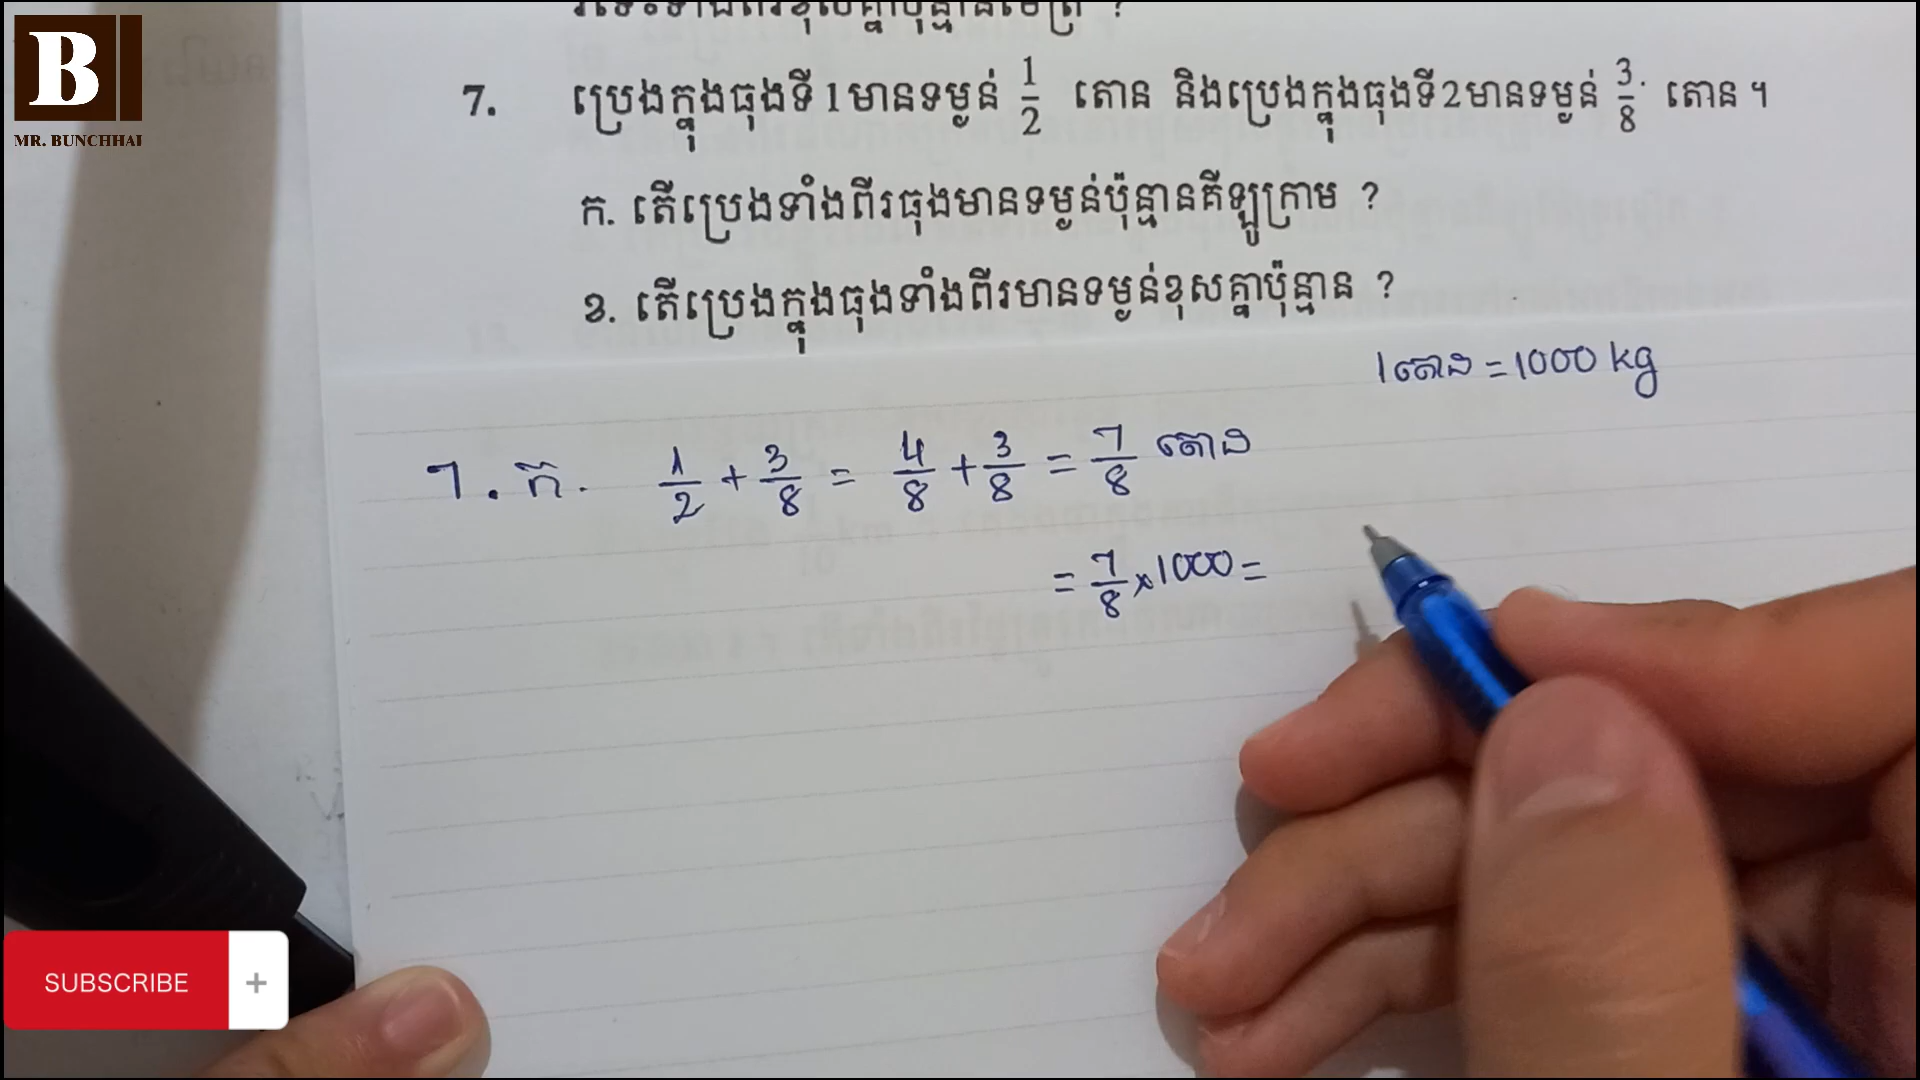 B
MR. BUNCHHAI
7. ប្រេងក្នុងធុងទី1មានទម្ងន់ 1/2 តោន និងប្រេងក្នុងធុងទី2មានទម្ងន់ 3/8 តោន ។
ក. តើប្រេងទាំងពីរធុងមានទម្ងន់ប៉ុន្មានគីឡូក្រាម ?
ខ. តើប្រេងក្នុងធុងទាំងពីរមានទម្ងន់ខុសគ្នាប៉ុន្មាន ?
1តោន = 1000 kg
7. ក. 1/2 + 3/8 = 4/8 + 3/8 = 7/8 តោន
= 7/8 × 1000 =
SUBSCRIBE +